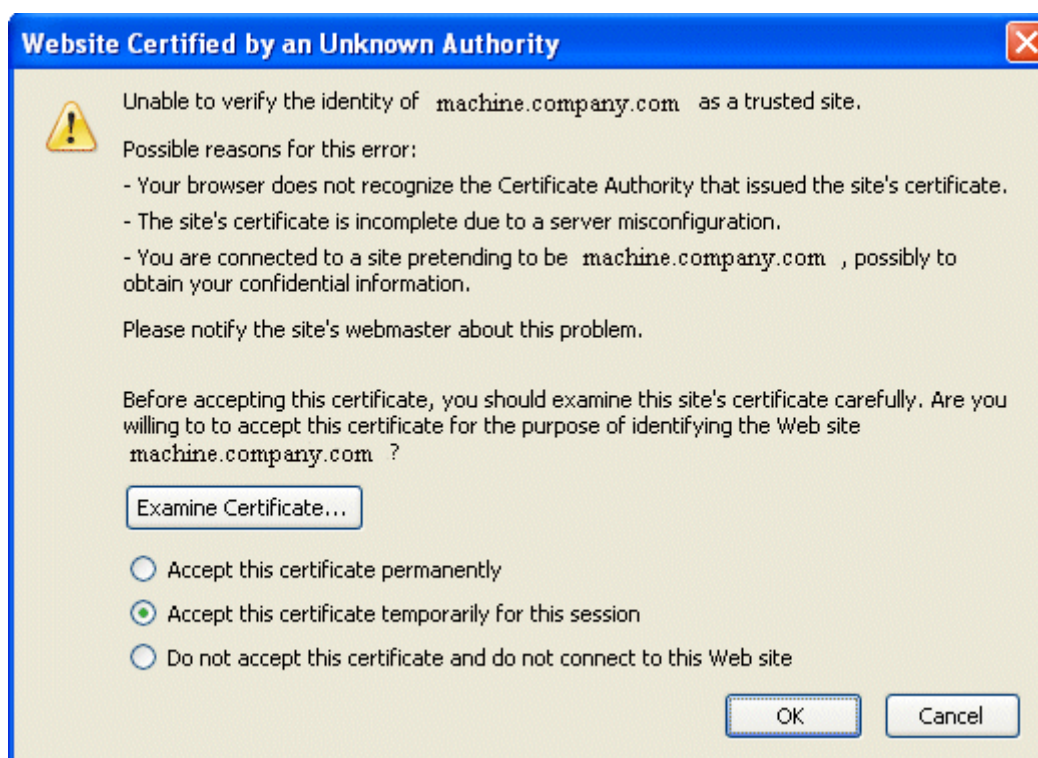 Website Certified by an Unknown Authority
Unable to verify the identity of machine.company.com as a trusted site.
Possible reasons for this error:
- Your browser does not recognize the Certificate Authority that issued the site's certificate.
- The site's certificate is incomplete due to a server misconfiguration.
- You are connected to a site pretending to be machine.company.com , possibly to
obtain your confidential information.
Please notify the site's webmaster about this problem.
Before accepting this certificate, you should examine this site's certificate carefully. Are you
willing to to accept this certificate for the purpose of identifying the Web site
machine.company.com ?
Examine Certificate...
Accept this certificate permanently
Accept this certificate temporarily for this session
Do not accept this certificate and do not connect to this Web site
OK Cancel